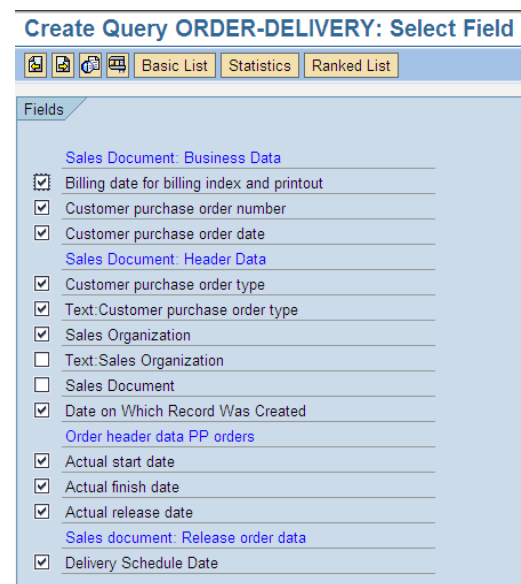 Create Query ORDER-DELIVERY: Select Field
Basic List Statistics Ranked List
Fields
Sales Document: Business Data
Billing date for billing index and printout
Customer purchase order number
Customer purchase order date
Sales Document: Header Data
Customer purchase order type
Text:Customer purchase order type
Sales Organization
Text:Sales Organization
Sales Document
Date on Which Record Was Created
Order header data PP orders
Actual start date
Actual finish date
Actual release date
Sales document: Release order data
Delivery Schedule Date